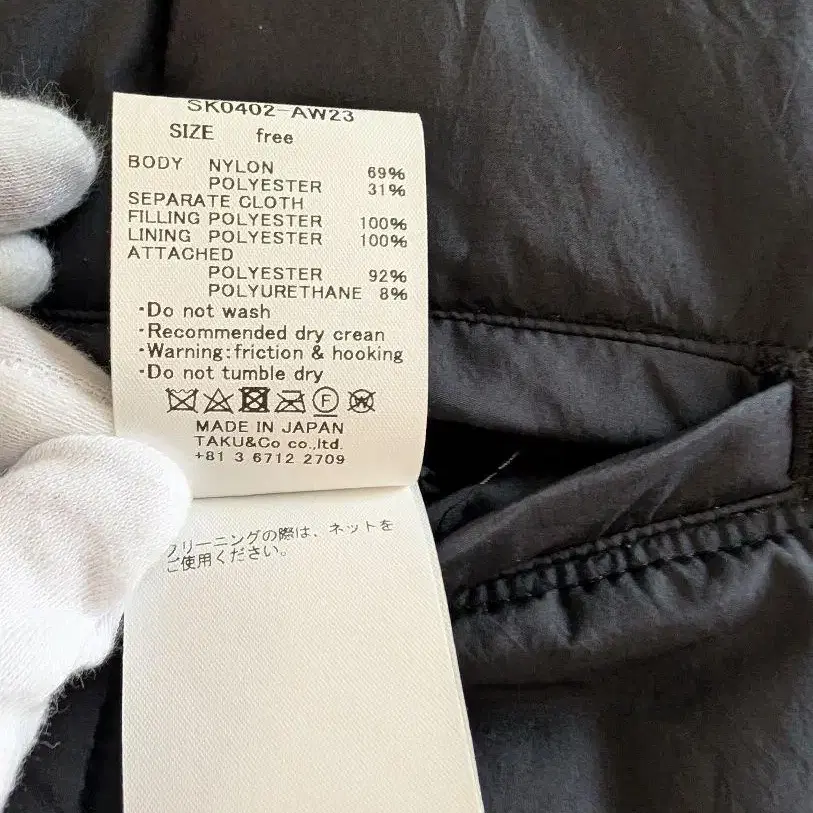 SK0402-AW23
SIZE free
BODY NYLON 69%
POLYESTER 31%
SEPARATE CLOTH
FILLING POLYESTER 100%
LINING POLYESTER 100%
ATTACHED
POLYESTER 92%
POLYURETHANE 8%
·Do not wash
·Recommended dry crean
·Warning:friction & hooking
·Do not tumble dry
F W
MADE IN JAPAN
TAKU&Co co.,ltd.
+81 3 6712 2709
クリーニングの際は、ネットを
ご使用ください。